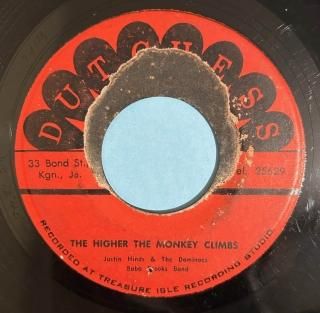 DUTCHESS
33 Bond St.
Kgn., Ja.
Tel. 25629
THE HIGHER THE MONKEY CLIMBS
Justin Hinds & The Dominoes
Baba Brooks Band
RECORDED AT TREASURE ISLE RECORDING STUDIO.